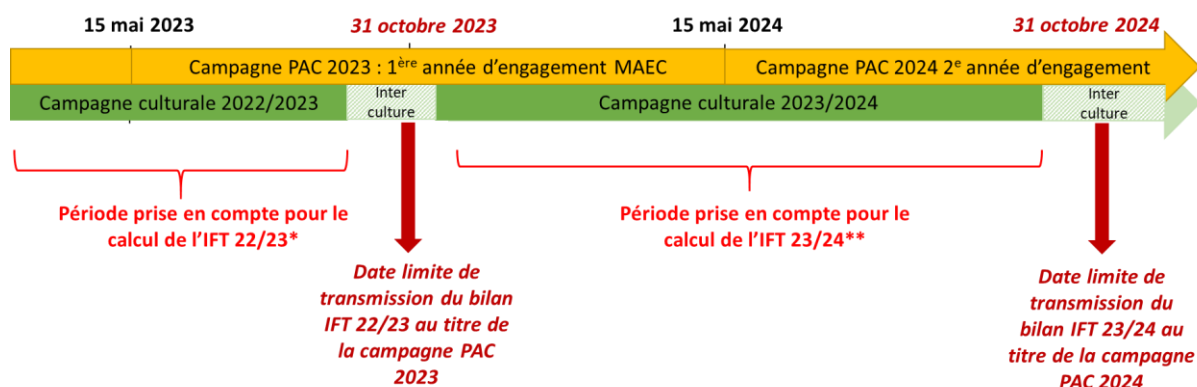 15 mai 2023
31 octobre 2023
15 mai 2024
31 octobre 2024
Campagne PAC 2023 : 1ère année d'engagement MAEC
Campagne PAC 2024 2e année d'engagement
Campagne culturale 2022/2023
Inter
culture
Campagne culturale 2023/2024
Inter
culture
Période prise en compte pour le
calcul de l'IFT 22/23*
Période prise en compte pour le
calcul de l'IFT 23/24**
Date limite de
transmission du bilan
IFT 22/23 au titre de
la campagne PAC
2023
Date limite de
transmission du
bilan IFT 23/24 au
titre de la campagne
PAC 2024